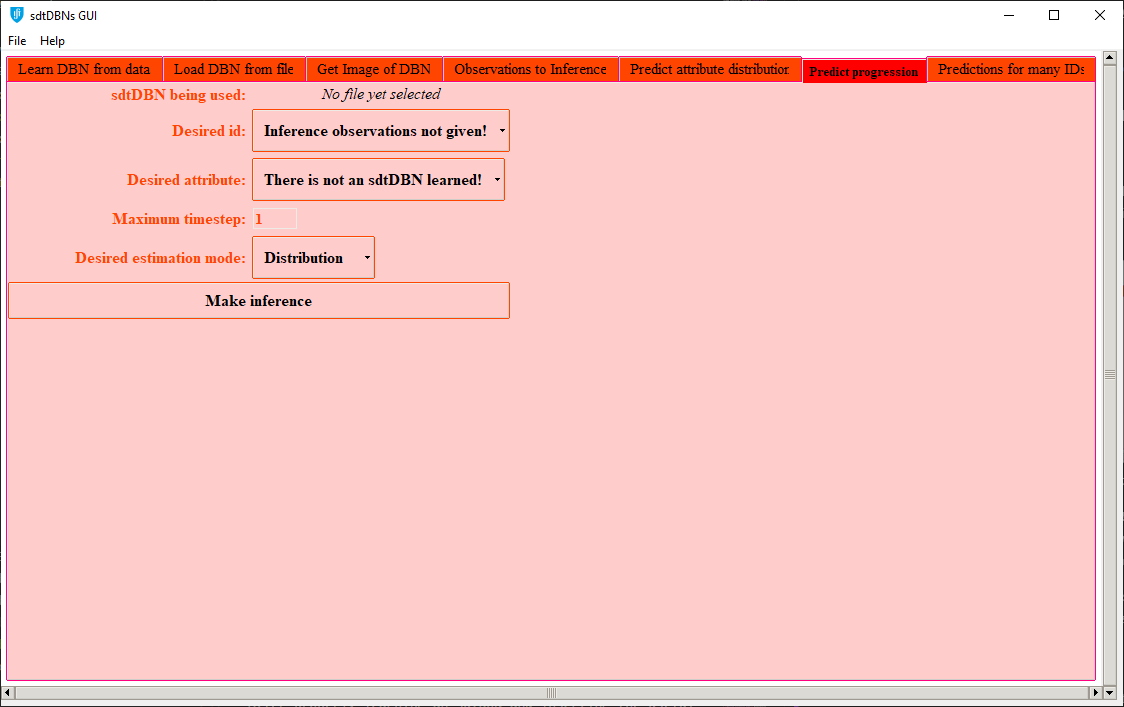 sdtDBNs GUI
File Help
Learn DBN from data Load DBN from file Get Image of DBN Observations to Inference Predict attribute distribution Predict progression Predictions for many IDs
sdtDBN being used: No file yet selected
Desired id: Inference observations not given!
Desired attribute: There is not an sdtDBN learned!
Maximum timestep: 1
Desired estimation mode: Distribution
Make inference